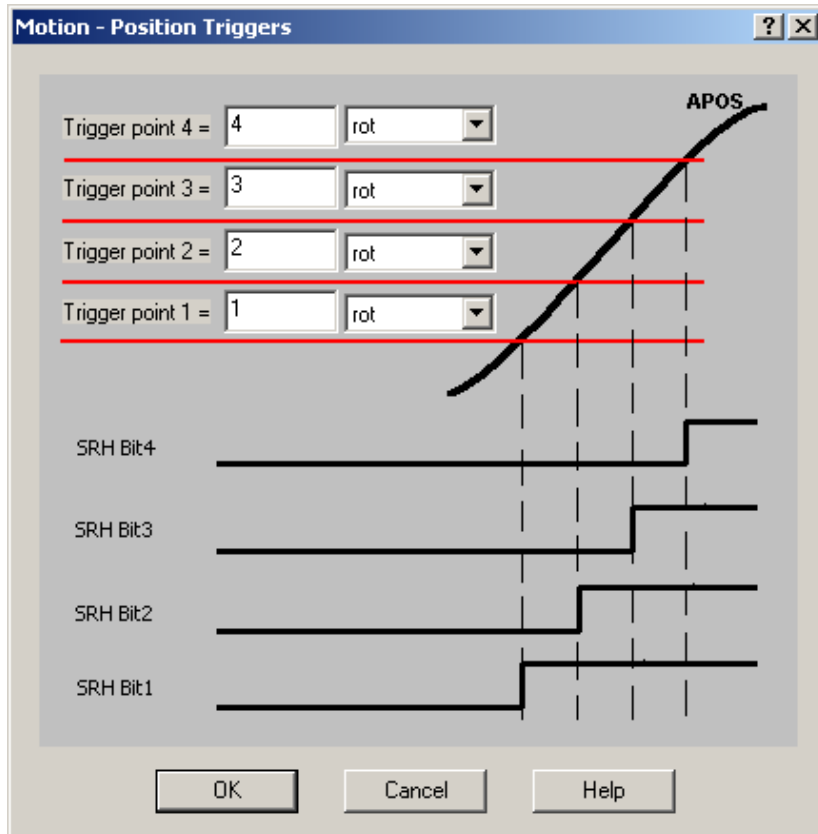 Motion - Position Triggers
APOS
Trigger point 4 = 4 rot
Trigger point 3 = 3 rot
Trigger point 2 = 2 rot
Trigger point 1 = 1 rot
SRH Bit4
SRH Bit3
SRH Bit2
SRH Bit1
OK Cancel Help